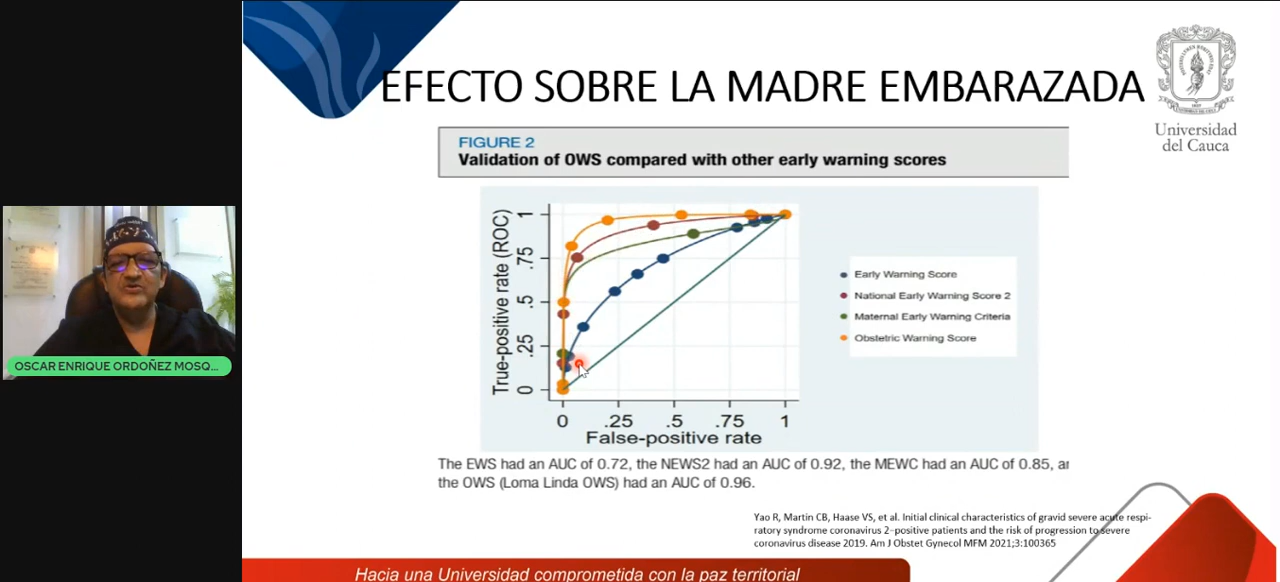 EFECTO SOBRE LA MADRE EMBARAZADA
Universidad
del Cauca
FIGURE 2
Validation of OWS compared with other early warning scores
True-positive rate (ROC)
1
.75
.5
.25
0
0 .25 .5 .75 1
False-positive rate
Early Warning Score
National Early Warning Score 2
Maternal Early Warning Criteria
Obstetric Warning Score
OSCAR ENRIQUE ORDOÑEZ MOSQ...
The EWS had an AUC of 0.72, the NEWS2 had an AUC of 0.92, the MEWC had an AUC of 0.85, ar
the OWS (Loma Linda OWS) had an AUC of 0.96.
Yao R, Martin CB, Haase VS, et al. Initial clinical characteristics of gravid severe acute respi-
ratory syndrome coronavirus 2–positive patients and the risk of progression to severe
coronavirus disease 2019. Am J Obstet Gynecol MFM 2021;3:100365
Hacia una Universidad comprometida con la paz territorial